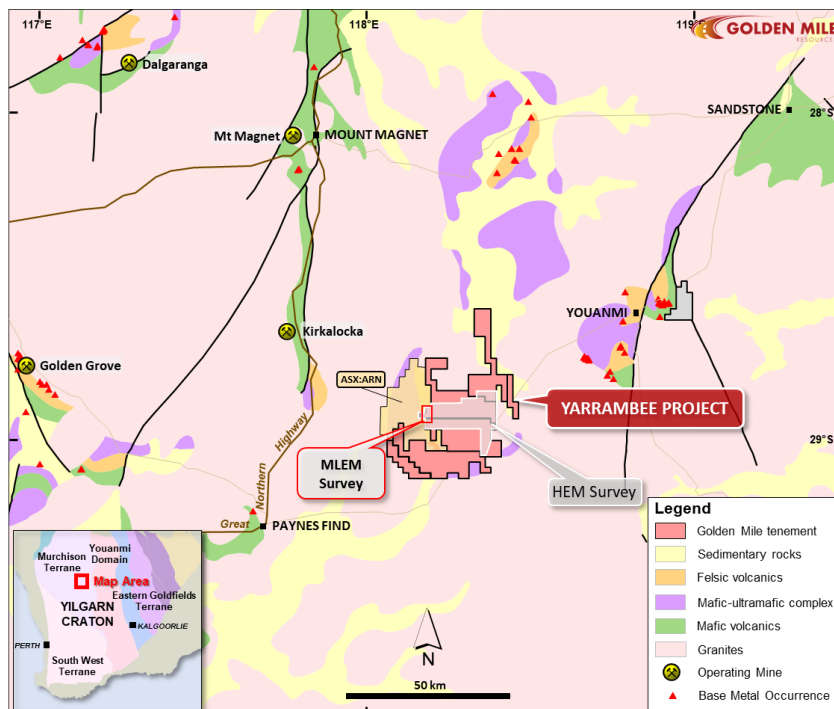 117°E
118°E
119°E
GOLDEN MILE
RESOURCES
Dalgaranga
SANDSTONE
28°S
Mt Magnet
MOUNT MAGNET
YOUANMI
Kirkalocka
Golden Grove
ASX:ARN
YARRAMBEE PROJECT
29°S
MLEM
Survey
HEM Survey
Great Northern Highway
PAYNES FIND
Legend
Golden Mile tenement
Sedimentary rocks
Felsic volcanics
Mafic-ultramafic complex
Mafic volcanics
Granites
Operating Mine
Base Metal Occurrence
Youanmi
Domain
Murchison
Terrane
Map Area
YILGARN
CRATON
Eastern Goldfields
Terrane
KALGOORLIE
PERTH
South West
Terrane
N
50 km